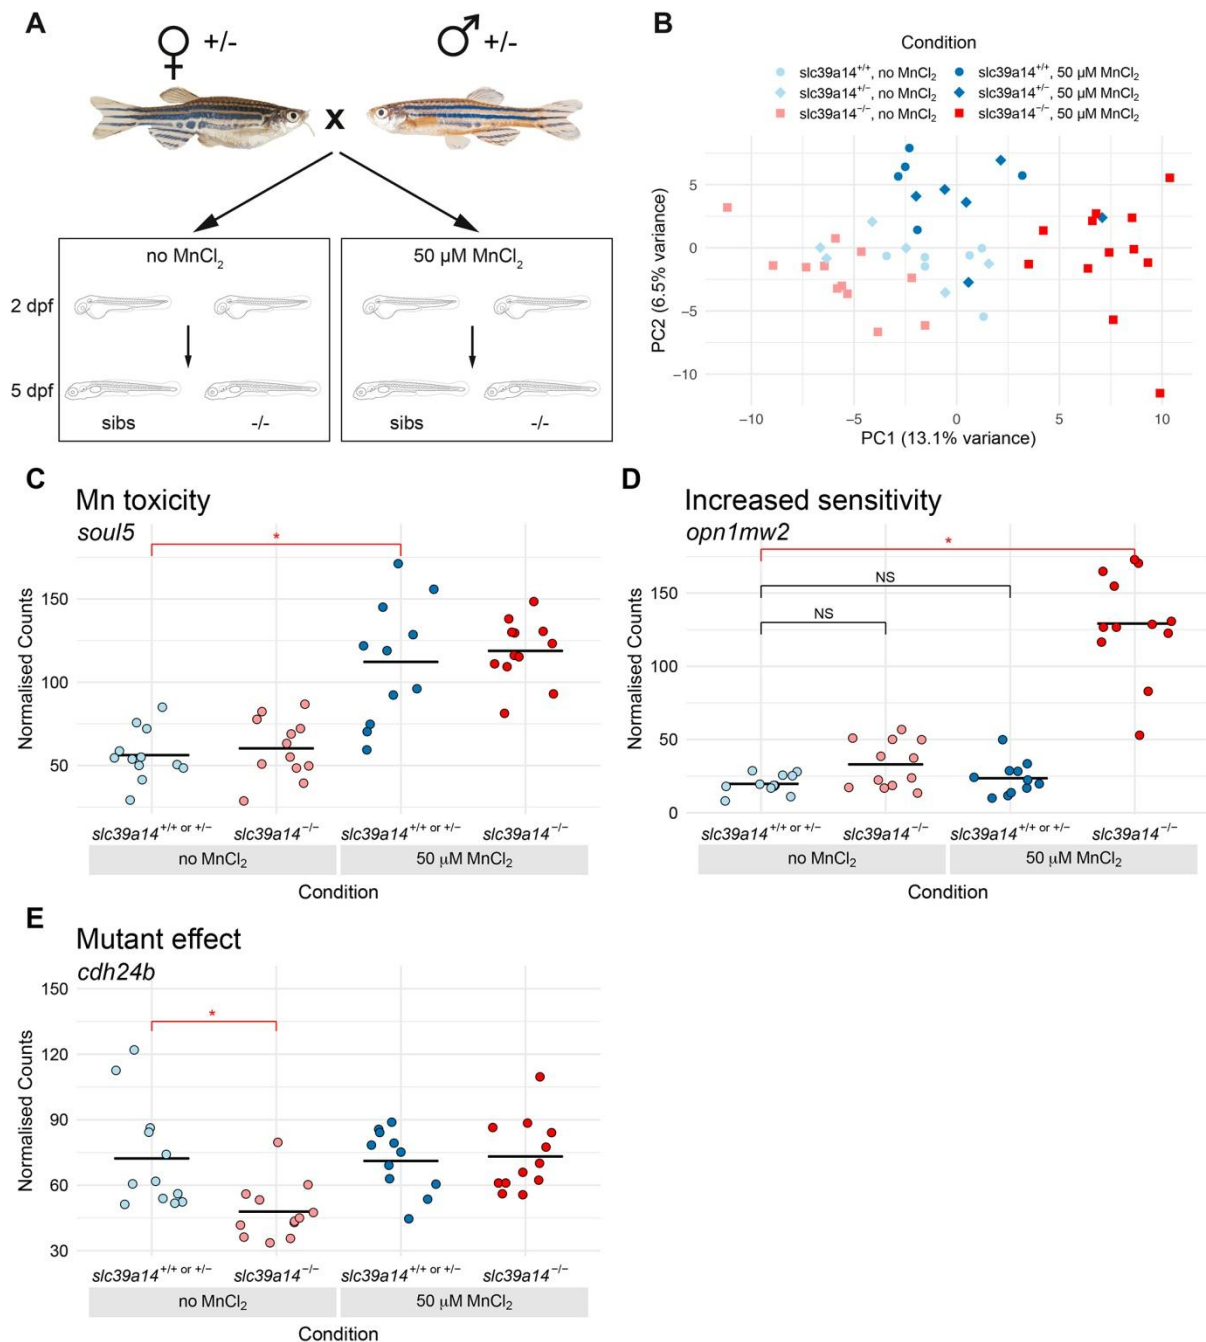 A
♀ +/-
♂ +/-
x
no MnCl₂
50 µM MnCl₂
2 dpf
5 dpf
sibs
-/-
sibs
-/-
B
Condition
slc39a14⁺/⁺, no MnCl₂
slc39a14⁺/⁻, no MnCl₂
slc39a14⁻/⁻, no MnCl₂
slc39a14⁺/⁺, 50 µM MnCl₂
slc39a14⁺/⁻, 50 µM MnCl₂
slc39a14⁻/⁻, 50 µM MnCl₂
PC2 (6.5% variance)
5
0
−5
−10
−10
−5
0
5
10
PC1 (13.1% variance)
C
Mn toxicity
soul5
*
Normalised Counts
150
100
50
slc39a14⁺/⁺ ᵒʳ ⁺/⁻
slc39a14⁻/⁻
slc39a14⁺/⁺ ᵒʳ ⁺/⁻
slc39a14⁻/⁻
no MnCl₂
50 µM MnCl₂
Condition
D
Increased sensitivity
opn1mw2
*
NS
NS
Normalised Counts
150
100
50
0
slc39a14⁺/⁺ ᵒʳ ⁺/⁻
slc39a14⁻/⁻
slc39a14⁺/⁺ ᵒʳ ⁺/⁻
slc39a14⁻/⁻
no MnCl₂
50 µM MnCl₂
Condition
E
Mutant effect
cdh24b
*
Normalised Counts
150
120
90
60
30
slc39a14⁺/⁺ ᵒʳ ⁺/⁻
slc39a14⁻/⁻
slc39a14⁺/⁺ ᵒʳ ⁺/⁻
slc39a14⁻/⁻
no MnCl₂
50 µM MnCl₂
Condition